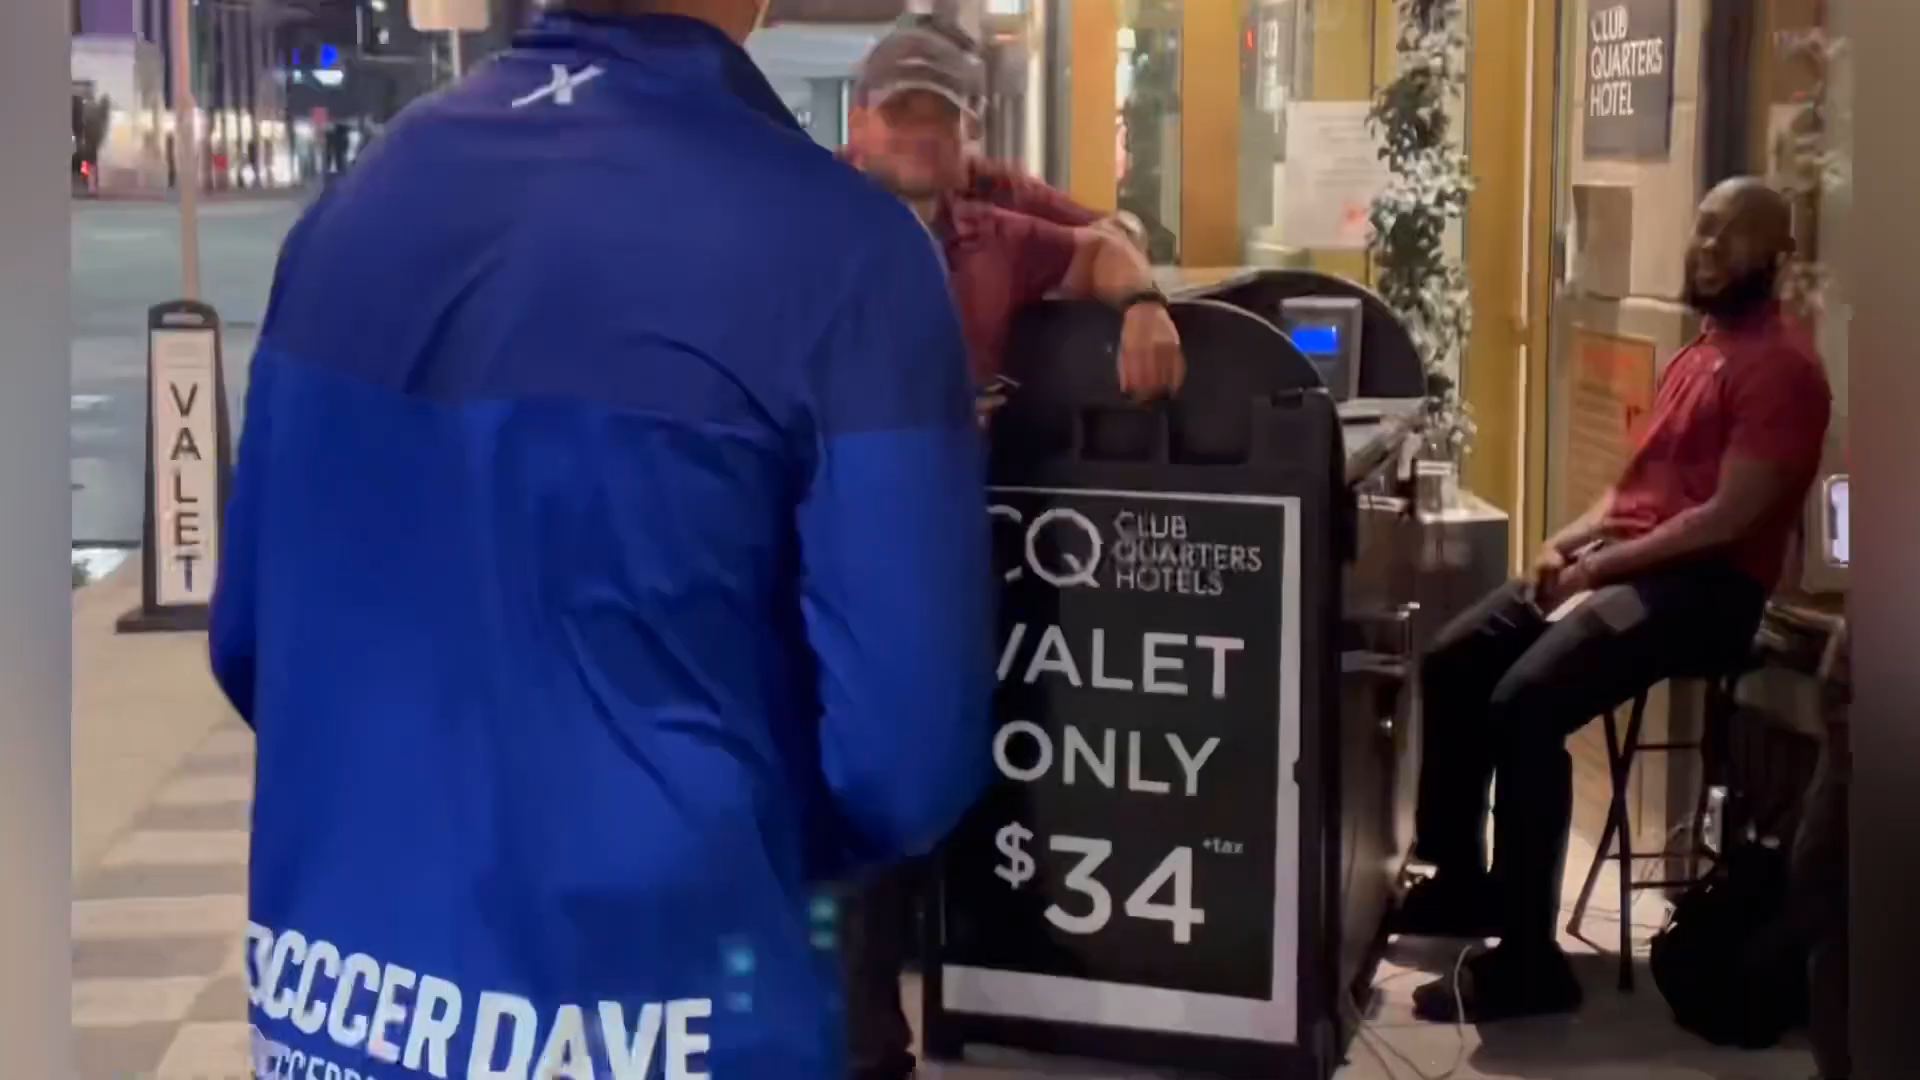 CLUB
QUARTERS
HOTEL
VALET
CQ CLUB
QUARTERS
HOTELS
VALET
ONLY
$34 +tax
SOCCER DAVE